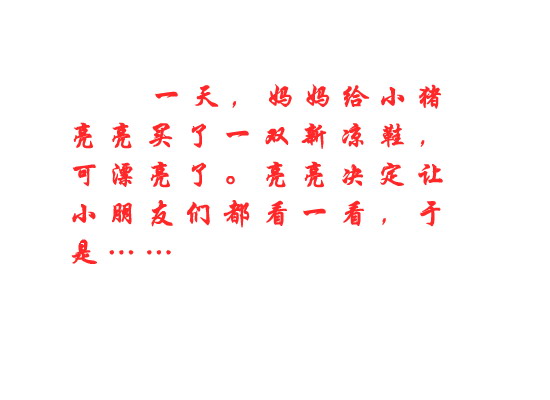 一天，妈妈给小猪
亮亮买了一双新凉鞋，
可漂亮了。亮亮决定让
小朋友们都看一看，于
是……